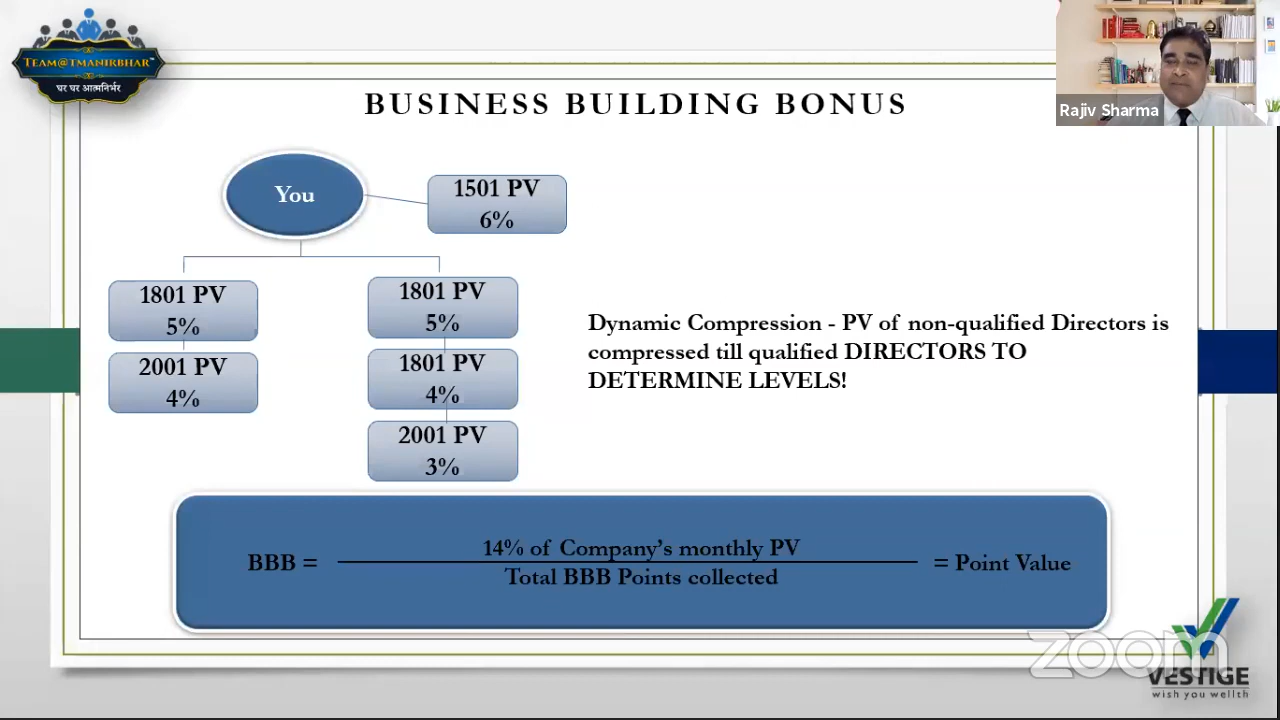 TEAM@TMANIRBHAR
घर घर आत्मनिर्भर
BUSINESS BUILDING BONUS
Rajiv Sharma
You
1501 PV
6%
1801 PV
5%
2001 PV
4%
1801 PV
5%
1801 PV
4%
2001 PV
3%
Dynamic Compression - PV of non-qualified Directors is
compressed till qualified DIRECTORS TO
DETERMINE LEVELS!
BBB =
14% of Company’s monthly PV
Total BBB Points collected
= Point Value
zoom
VESTIGE
wish you wellth